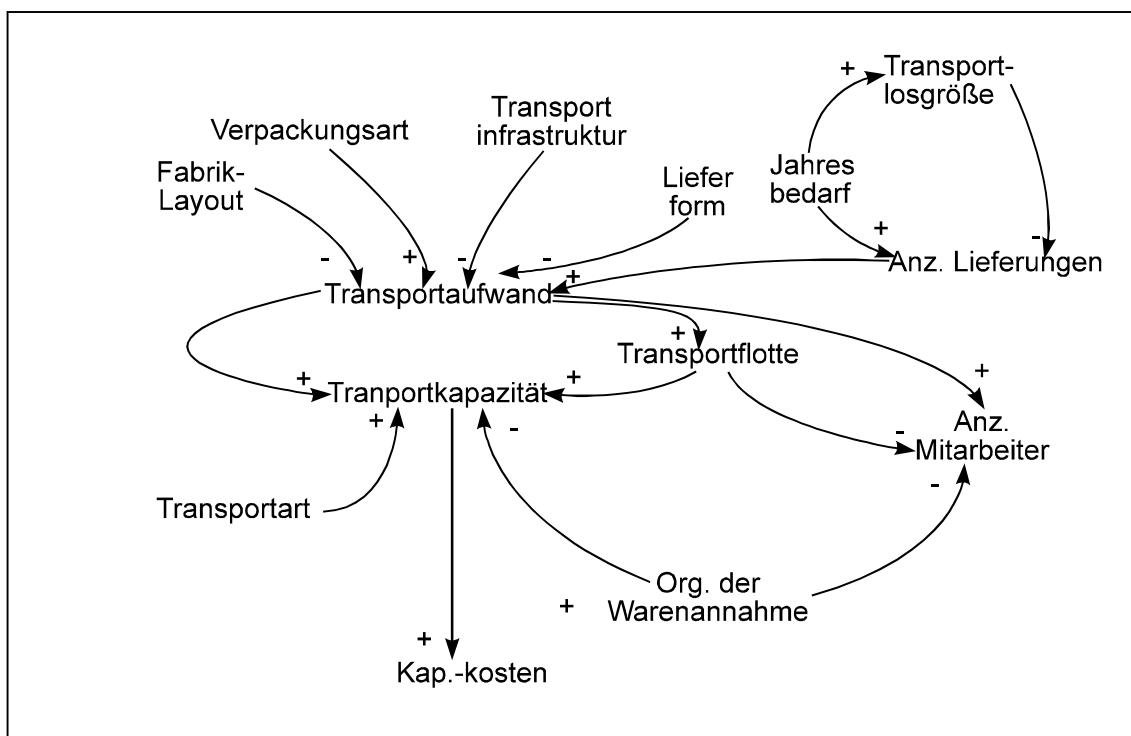 Transport-
losgröße
+
Transport
infrastruktur
Verpackungsart
Fabrik-
Layout
Jahres
bedarf
Liefer
form
+
-
Anz. Lieferungen
-
+
-
-
+
Transportaufwand
+
Transportflotte
+
+
Tranportkapazität
+
+
-
Anz.
Mitarbeiter
-
-
Transportart
Org. der
Warenannahme
+
+
Kap.-kosten